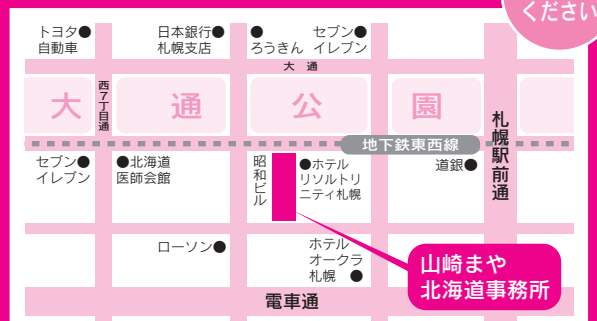 ください
トヨタ●
自動車
日本銀行●
札幌支店
●
ろうきん
セブン●
イレブン
大 通
西7丁目通
大 通 公 園
札幌駅前通
地下鉄東西線
セブン●
イレブン
●北海道
医師会館
昭和ビル
●ホテル
リソルトリ
ニティ札幌
道銀●
ローソン●
ホテル
オークラ
札幌 ●
山崎まや
北海道事務所
電車通